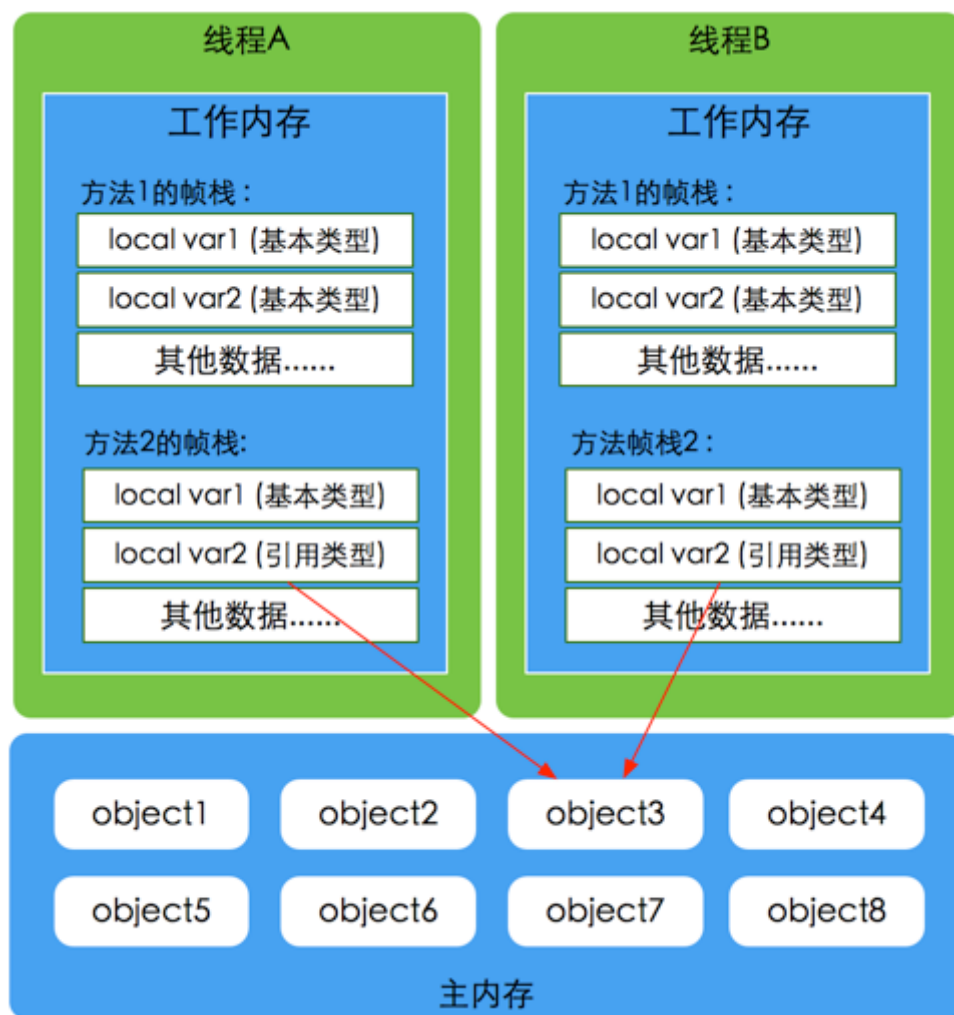 线程A
工作内存
方法1的帧栈：
local var1 (基本类型)
local var2 (基本类型)
其他数据......
方法2的帧栈:
local var1 (基本类型)
local var2 (引用类型)
其他数据......
线程B
工作内存
方法1的帧栈：
local var1 (基本类型)
local var2 (基本类型)
其他数据......
方法帧栈2：
local var1 (基本类型)
local var2 (引用类型)
其他数据......
object1 object2 object3 object4
object5 object6 object7 object8
主内存